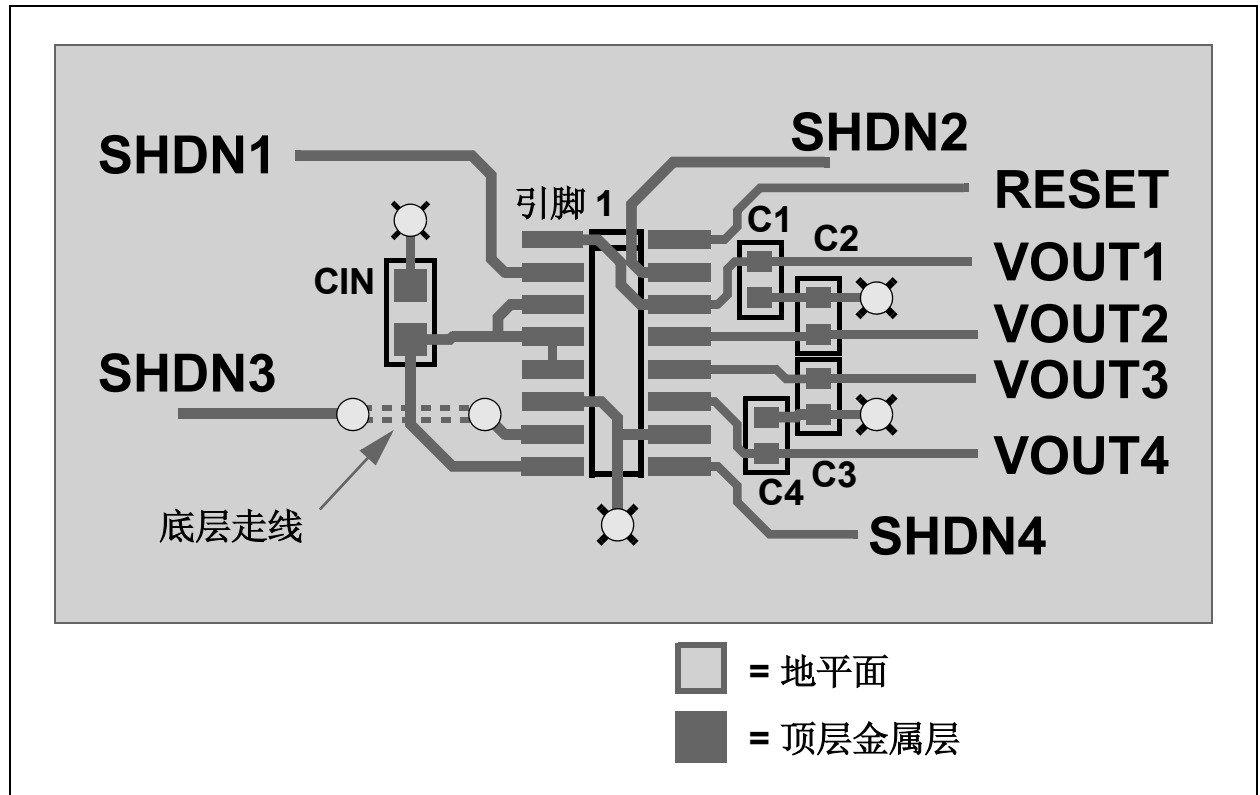 SHDN2
SHDN1
RESET
引脚 1
C1
C2
VOUT1
CIN
VOUT2
SHDN3
VOUT3
VOUT4
C3
C4
底层走线
SHDN4
= 地平面
= 顶层金属层